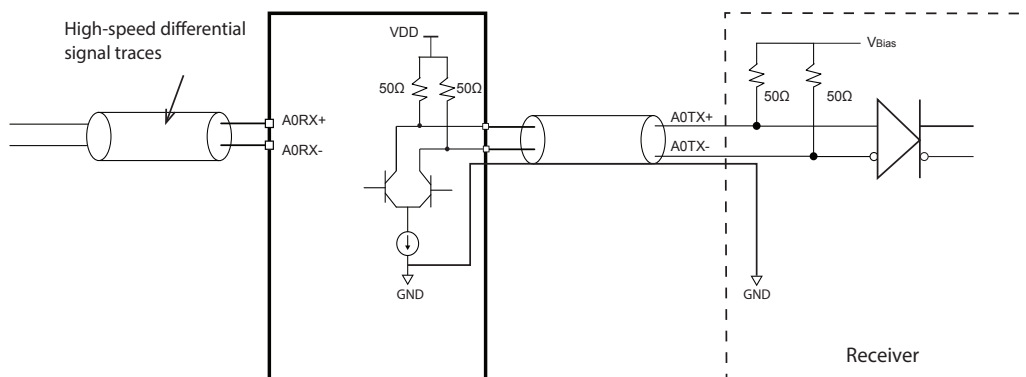 High-speed differential
signal traces
VDD
50Ω
50Ω
A0RX+
A0RX-
GND
A0TX+
A0TX-
VBias
50Ω
50Ω
GND
Receiver